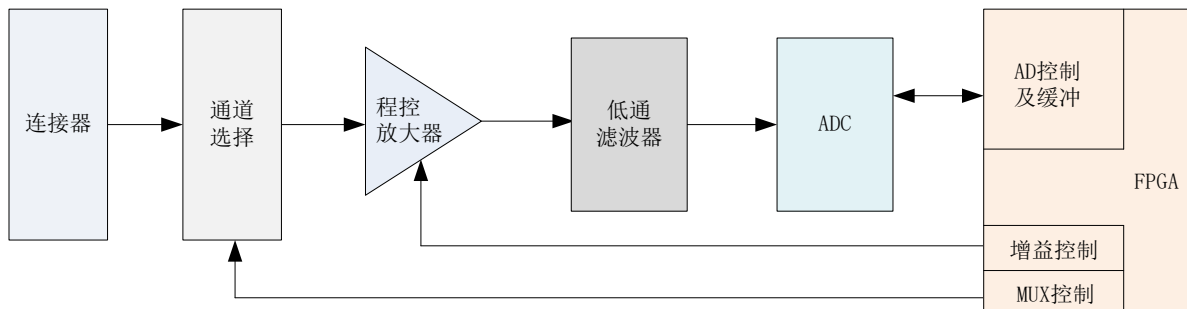 连接器
通道
选择
程控
放大器
低通
滤波器
ADC
AD控制
及缓冲
FPGA
增益控制
MUX控制